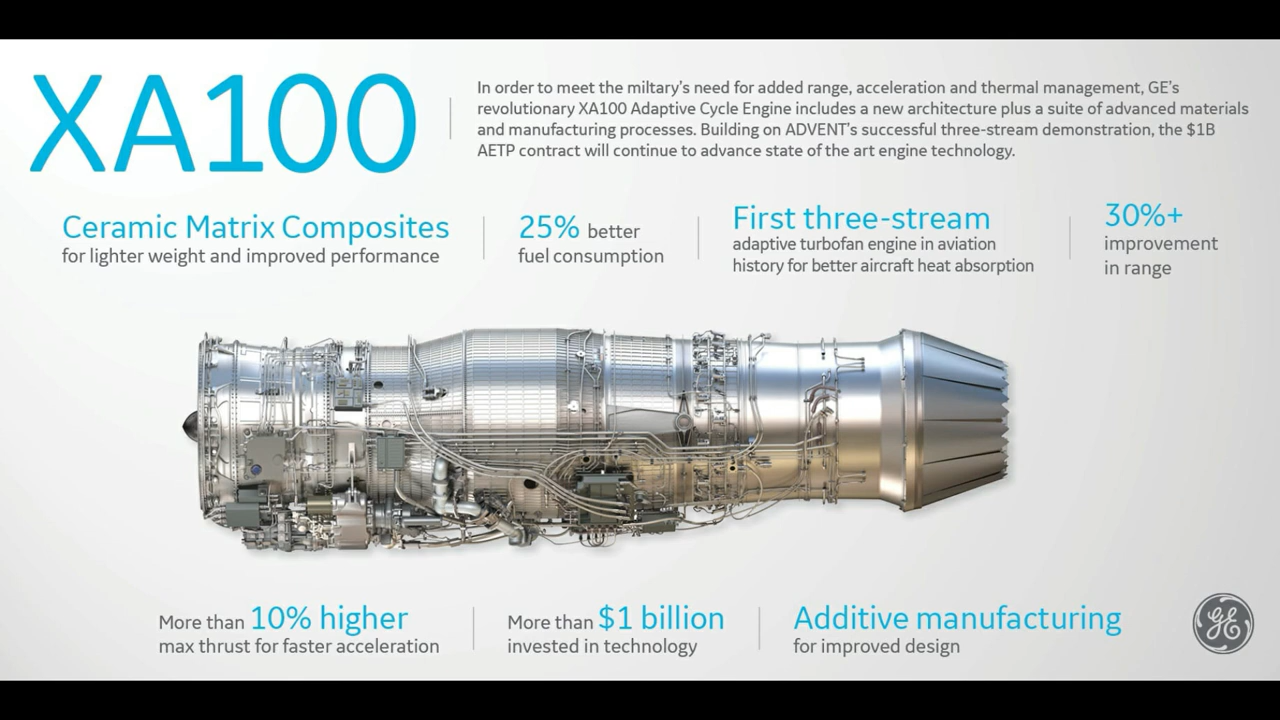 XA100
In order to meet the miltary's need for added range, acceleration and thermal management, GE's
revolutionary XA100 Adaptive Cycle Engine includes a new architecture plus a suite of advanced materials
and manufacturing processes. Building on ADVENT's successful three-stream demonstration, the $1B
AETP contract will continue to advance state of the art engine technology.
Ceramic Matrix Composites
for lighter weight and improved performance
25% better
fuel consumption
First three-stream
adaptive turbofan engine in aviation
history for better aircraft heat absorption
30%+
improvement
in range
More than 10% higher
max thrust for faster acceleration
More than $1 billion
invested in technology
Additive manufacturing
for improved design
GE